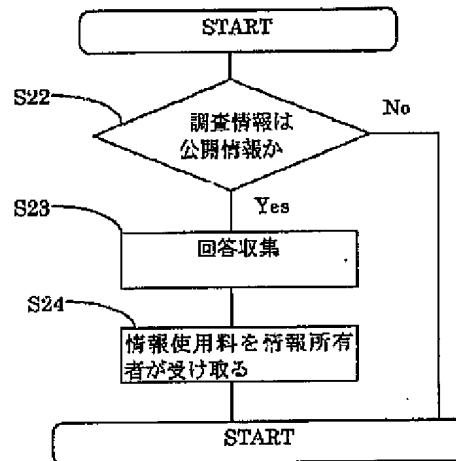 START
S22
調査情報は
公開情報か
No
Yes
S23
回答収集
S24
情報使用料を情報所有
者が受け取る
START